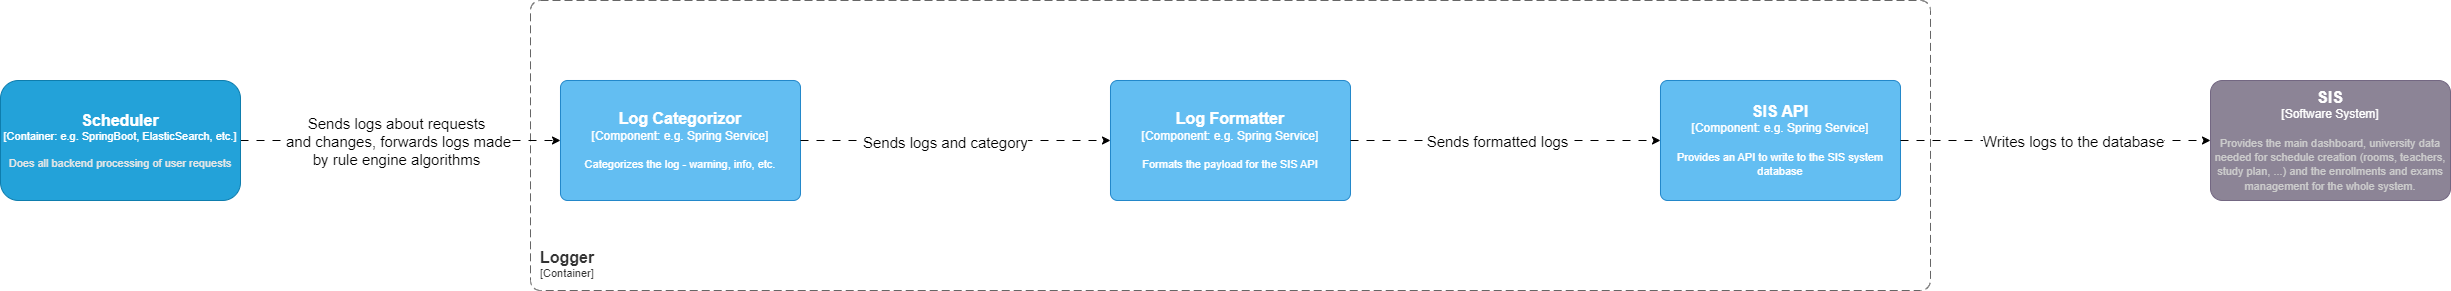 Scheduler
[Container: e.g. SpringBoot, ElasticSearch, etc.]
Does all backend processing of user requests
Sends logs about requests
and changes, forwards logs made
by rule engine algorithms
Log Categorizor
[Component: e.g. Spring Service]
Categorizes the log - warning, info, etc.
Sends logs and category
Log Formatter
[Component: e.g. Spring Service]
Formats the payload for the SIS API
Sends formatted logs
SIS API
[Component: e.g. Spring Service]
Provides an API to write to the SIS system
database
Logger
[Container]
Writes logs to the database
SIS
[Software System]
Provides the main dashboard, university data
needed for schedule creation (rooms, teachers,
study plan, ...) and the enrollments and exams
management for the whole system.